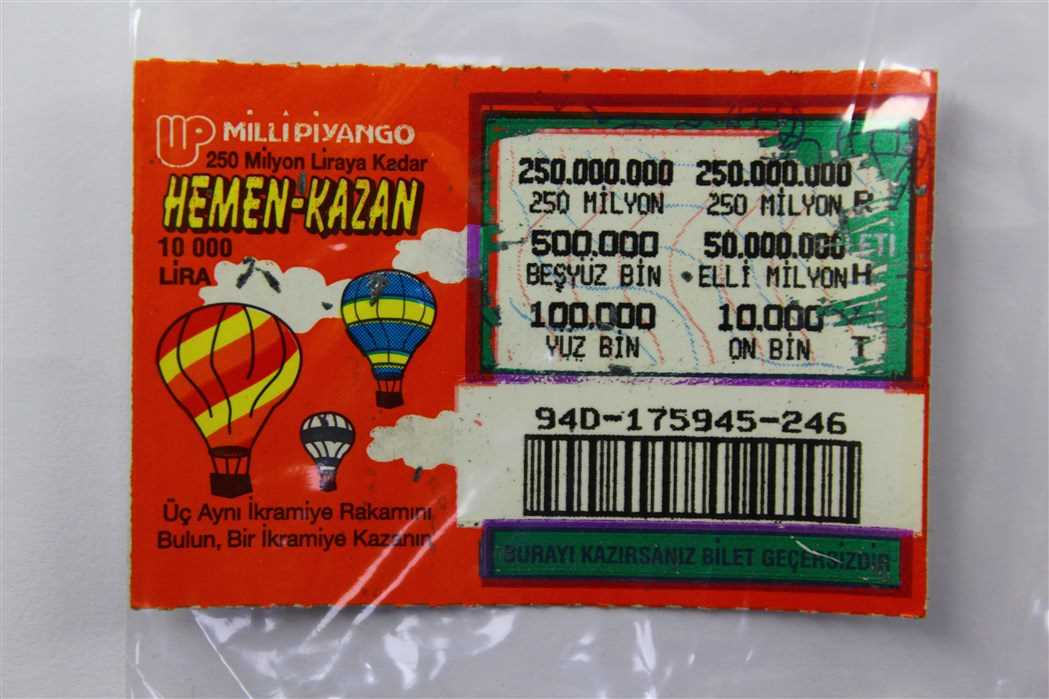 MİLLİ PİYANGO
250 Milyon Liraya Kadar
HEMEN-KAZAN
10 000
LİRA
Üç Aynı İkramiye Rakamını
Bulun, Bir İkramiye Kazanın
250.000.000 250.000.000
250 MİLYON 250 MİLYON R
500.000 50.000.000
BEŞYUZ BİN ELLİ MİLYON H
100.000 10.000
YUZ BİN ON BİN T
94D-175945-246
BURAYI KAZIRSANIZ BİLET GEÇERSİZDİR